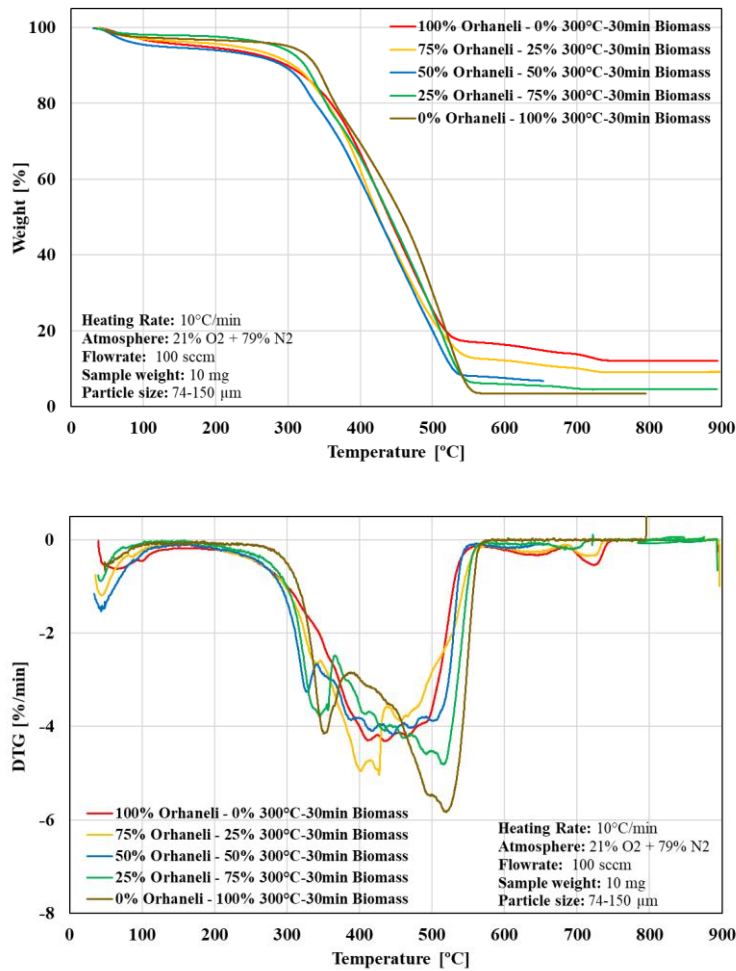 100
80
60
40
20
0
Weight [%]
100% Orhaneli - 0% 300°C-30min Biomass
75% Orhaneli - 25% 300°C-30min Biomass
50% Orhaneli - 50% 300°C-30min Biomass
25% Orhaneli - 75% 300°C-30min Biomass
0% Orhaneli - 100% 300°C-30min Biomass
Heating Rate: 10°C/min
Atmosphere: 21% O2 + 79% N2
Flowrate: 100 sccm
Sample weight: 10 mg
Particle size: 74-150 µm
0 100 200 300 400 500 600 700 800 900
Temperature [°C]
0
-2
-4
-6
-8
DTG [%/min]
100% Orhaneli - 0% 300°C-30min Biomass
75% Orhaneli - 25% 300°C-30min Biomass
50% Orhaneli - 50% 300°C-30min Biomass
25% Orhaneli - 75% 300°C-30min Biomass
0% Orhaneli - 100% 300°C-30min Biomass
Heating Rate: 10°C/min
Atmosphere: 21% O2 + 79% N2
Flowrate: 100 sccm
Sample weight: 10 mg
Particle size: 74-150 µm
0 100 200 300 400 500 600 700 800 900
Temperature [°C]